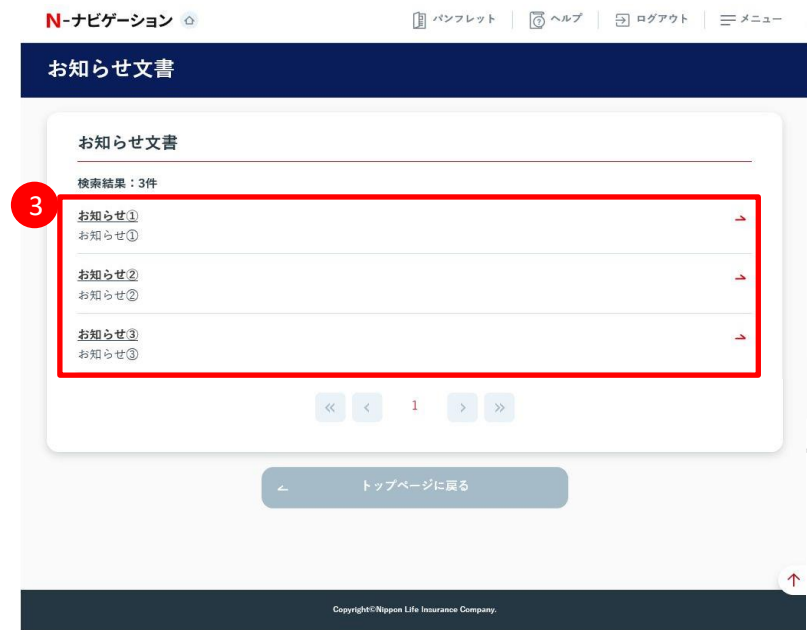 N-ナビゲーション
パンフレット
ヘルプ
ログアウト
メニュー
お知らせ文書
お知らせ文書
検索結果：3件
3
お知らせ①
お知らせ①
お知らせ②
お知らせ②
お知らせ③
お知らせ③
1
トップページに戻る
Copyright©Nippon Life Insurance Company.